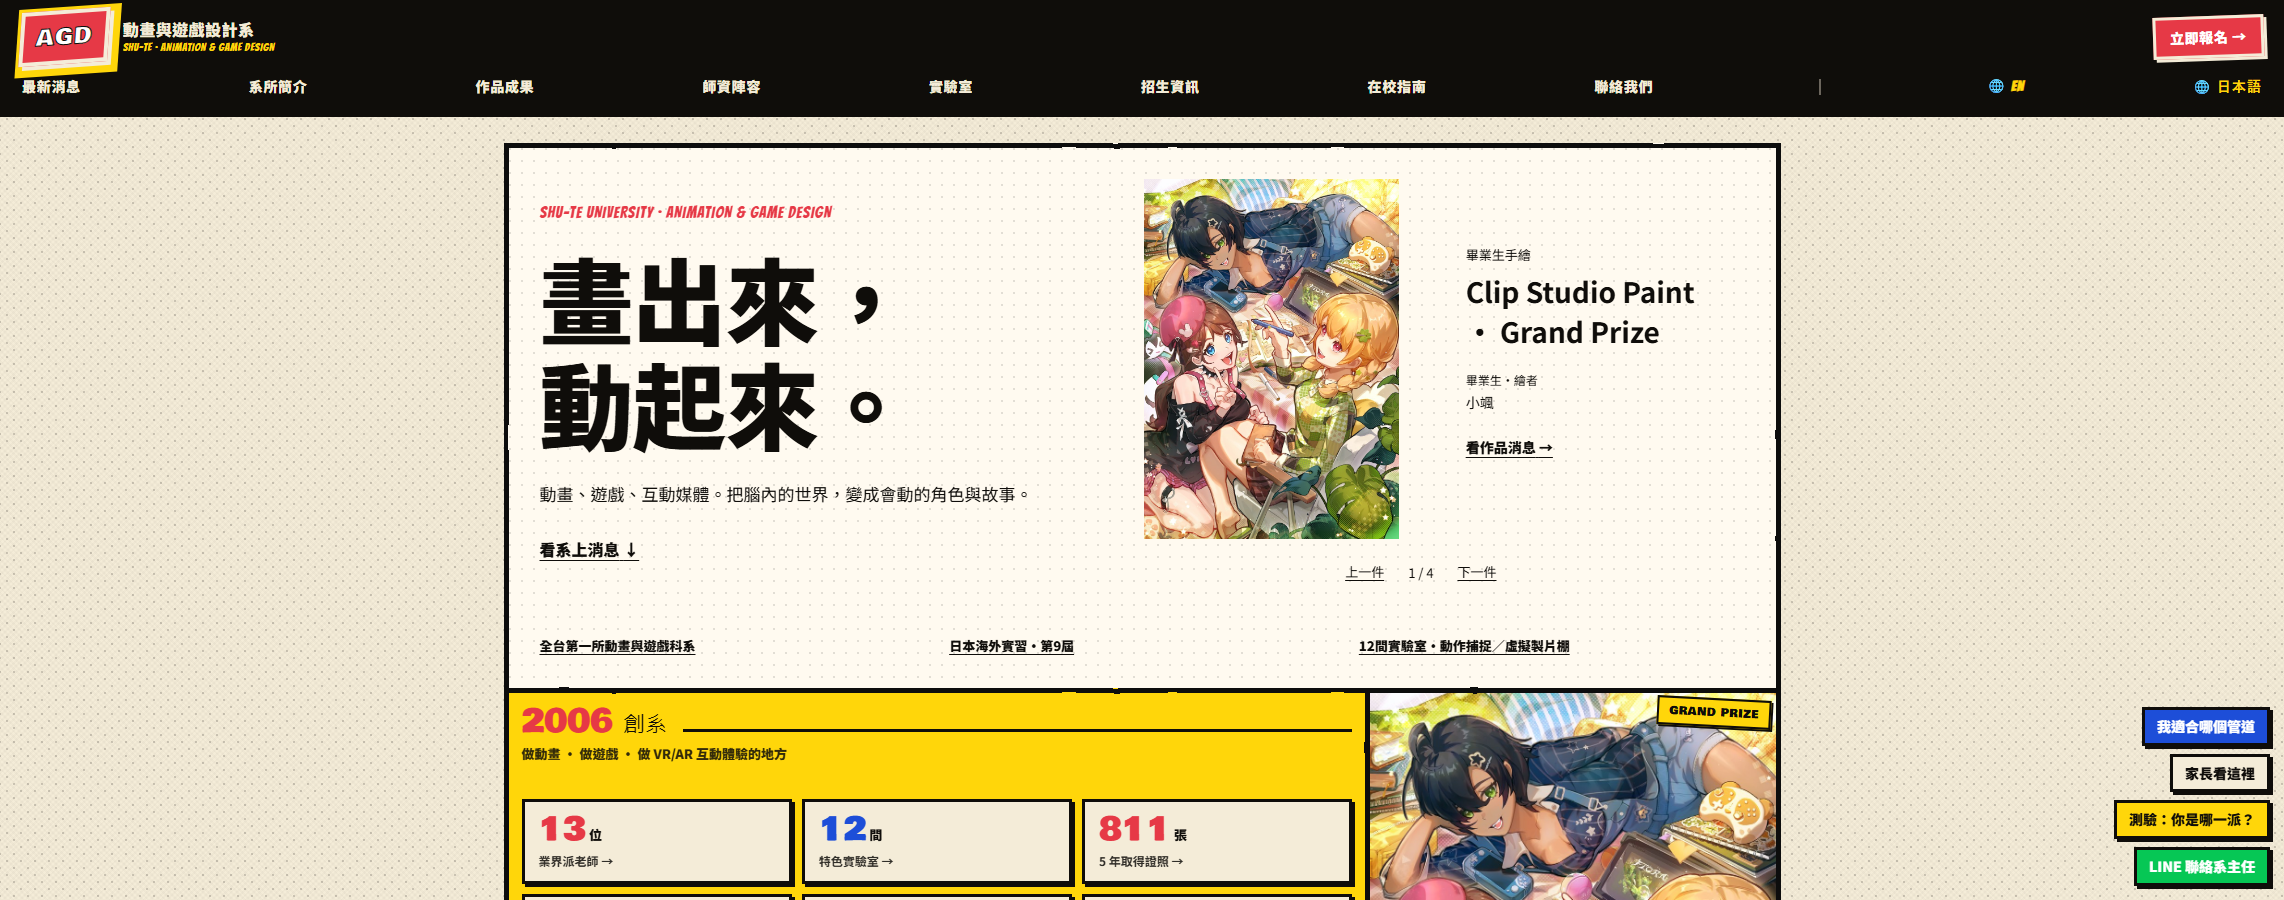 AGD
動畫與遊戲設計系
SHU-TE · ANIMATION & GAME DESIGN
立即報名 →
最新消息
系所簡介
作品成果
師資陣容
實驗室
招生資訊
在校指南
聯絡我們
EN
日本語
SHU-TE UNIVERSITY · ANIMATION & GAME DESIGN
畫出來，
動起來。
動畫、遊戲、互動媒體。把腦內的世界，變成會動的角色與故事。
看系上消息 ↓
畢業生手繪
Clip Studio Paint
・ Grand Prize
畢業生・繪者
小颯
看作品消息 →
上一件
1 / 4
下一件
全台第一所動畫與遊戲科系
日本海外實習・第9屆
12間實驗室・動作捕捉／虛擬製片棚
2006 創系
做動畫 ・ 做遊戲 ・ 做 VR/AR 互動體驗的地方
GRAND PRIZE
13 位
業界派老師 →
12 間
特色實驗室 →
811 張
5 年取得證照 →
我適合哪個管道
家長看這裡
測驗：你是哪一派？
LINE 聯絡系主任